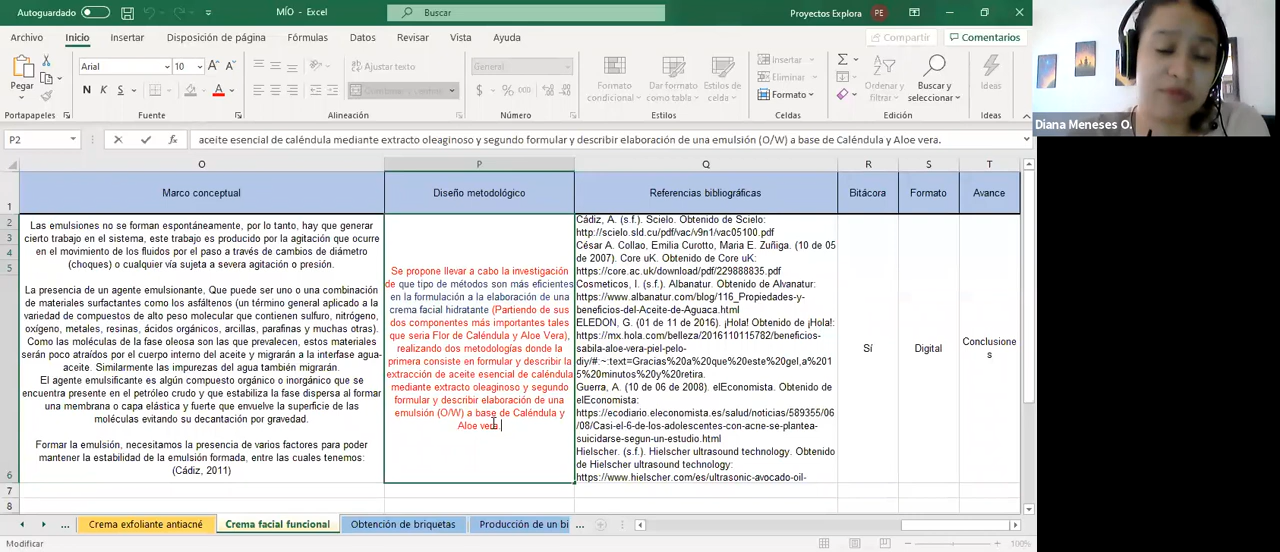 Autoguardado
MÍO - Excel
Buscar
Proyectos Explora
PE
Archivo Inicio Insertar Disposición de página Fórmulas Datos Revisar Vista Ayuda
Compartir
Comentarios
Pegar
Arial
10
N K S
Ajustar texto
Combinar y centrar
General
Formato condicional
Dar formato como tabla
Estilos de celda
Insertar
Eliminar
Formato
Ordenar y filtrar
Buscar y seleccionar
Ideas
Portapapeles Fuente Alineación Número Estilos Celdas Edición Ideas
Diana Meneses O.
P2
aceite esencial de caléndula mediante extracto oleaginoso y segundo formular y describir elaboración de una emulsión (O/W) a base de Caléndula y Aloe vera.
O P Q R S T
1
Marco conceptual
Diseño metodológico
Referencias bibliográficas
Bitácora
Formato
Avance
2
3
4
5
6
7
8
Las emulsiones no se forman espontáneamente, por lo tanto, hay que generar
cierto trabajo en el sistema, este trabajo es producido por la agitación que ocurre
en el movimiento de los fluidos por el paso a través de cambios de diámetro
(choques) o cualquier vía sujeta a severa agitación o presión.
La presencia de un agente emulsionante, Que puede ser uno o una combinación
de materiales surfactantes como los asfáltenos (un término general aplicado a la
variedad de compuestos de alto peso molecular que contienen sulfuro, nitrógeno,
oxígeno, metales, resinas, ácidos orgánicos, arcillas, parafinas y muchas otras).
Como las moléculas de la fase oleosa son las que prevalecen, estos materiales
serán poco atraídos por el cuerpo interno del aceite y migrarán a la interfase agua-
aceite. Similarmente las impurezas del agua también migrarán.
El agente emulsificante es algún compuesto orgánico o inorgánico que se
encuentra presente en el petróleo crudo y que estabiliza la fase dispersa al formar
una membrana o capa elástica y fuerte que envuelve la superficie de las
moléculas evitando su decantación por gravedad.
Formar la emulsión, necesitamos la presencia de varios factores para poder
mantener la estabilidad de la emulsión formada, entre las cuales tenemos:
(Cádiz, 2011)
Se propone llevar a cabo la investigación
de que tipo de métodos son más eficientes
en la formulación a la elaboración de una
crema facial hidratante (Partiendo de sus
dos componentes más importantes tales
que seria Flor de Caléndula y Aloe Vera),
realizando dos metodologías donde la
primera consiste en formular y describir la
extracción de aceite esencial de caléndula
mediante extracto oleaginoso y segundo
formular y describir elaboración de una
emulsión (O/W) a base de Caléndula y
Aloe vera.
Cádiz, A. (s.f.). Scielo. Obtenido de Scielo:
http://scielo.sld.cu/pdf/vac/v9n1/vac05100.pdf
César A. Collao, Emilia Curotto, Maria E. Zuñiga. (10 de 05
de 2007). Core uK. Obtenido de Core uK:
https://core.ac.uk/download/pdf/229888835.pdf
Cosmeticos, I. (s.f.). Albanatur. Obtenido de Alvanatur:
https://www.albanatur.com/blog/116_Propiedades-y-
beneficios-del-Aceite-de-Aguaca.html
ELEDON, G. (01 de 11 de 2016). ¡Hola! Obtenido de ¡Hola!:
https://mx.hola.com/belleza/2016110115782/beneficios-
sabila-aloe-vera-piel-pelo-
diy/#:~:text=Gracias%20a%20que%20este%20gel,a%201
5%20minutos%20y%20retira.
Guerra, A. (10 de 06 de 2008). elEconomista. Obtenido de
elEconomista:
https://ecodiario.eleconomista.es/salud/noticias/589355/06
/08/Casi-el-6-de-los-adolescentes-con-acne-se-plantea-
suicidarse-segun-un-estudio.html
Hielscher. (s.f.). Hielscher ultrasound technology. Obtenido
de Hielscher ultrasound technology:
https://www.hielscher.com/es/ultrasonic-avocado-oil-
Sí
Digital
Conclusione
s
... Crema exfoliante antiacné Crema facial funcional Obtención de briquetas Producción de un bi ...
Modificar
100%